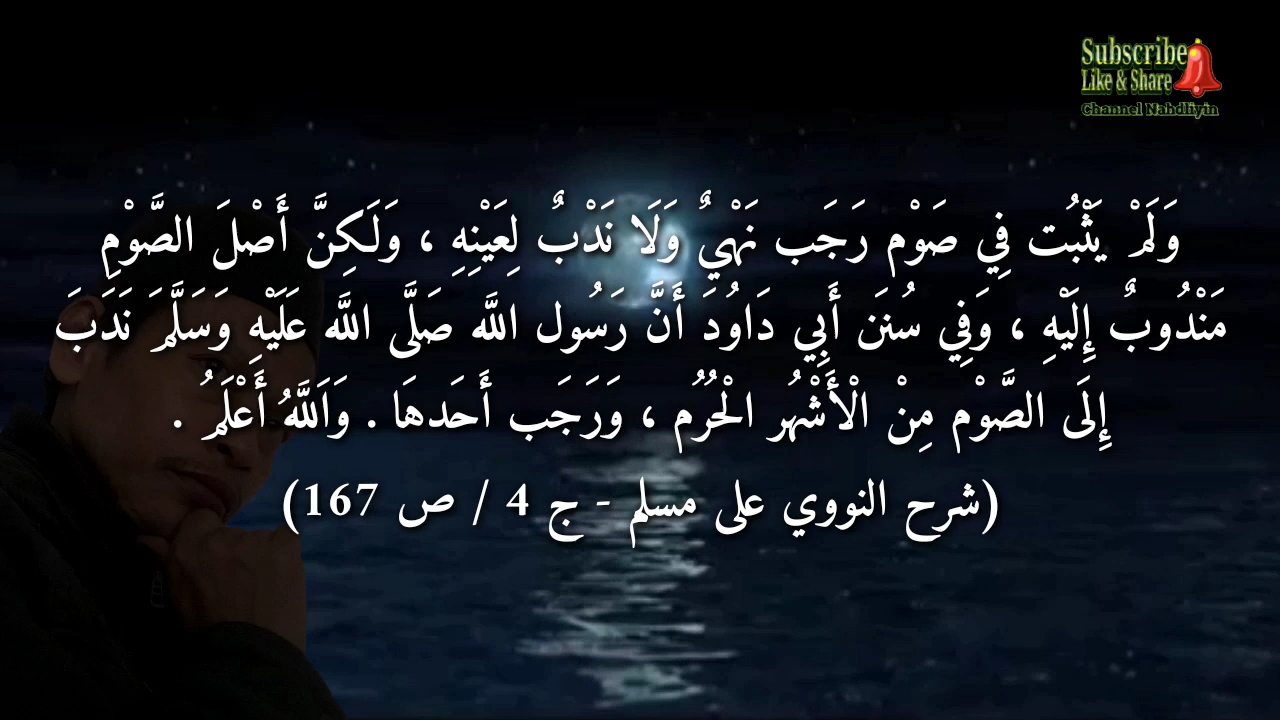 Subscribe
Like & Share
Channel Nahdliyin
وَلَمْ يَثْبُت فِي صَوْم رَجَب نَهْيٌ وَلَا نَدْبٌ لِعَيْنِهِ ، وَلَكِنَّ أَصْلَ الصَّوْمِ
مَنْدُوبٌ إِلَيْهِ ، وَفِي سُنَن أَبِي دَاوُدَ أَنَّ رَسُول اللَّه صَلَّى اللَّه عَلَيْهِ وَسَلَّمَ نَدَبَ
إِلَى الصَّوْم مِنْ الْأَشْهُر الْحُرُم ، وَرَجَب أَحَدهَا . وَاَللَّهُ أَعْلَمُ .
(شرح النووي على مسلم - ج 4 / ص 167)